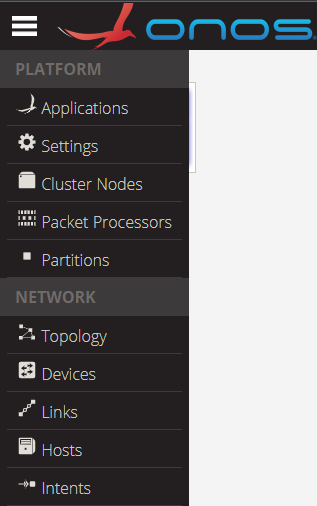 onos
PLATFORM
Applications
Settings
Cluster Nodes
Packet Processors
Partitions
NETWORK
Topology
Devices
Links
Hosts
Intents